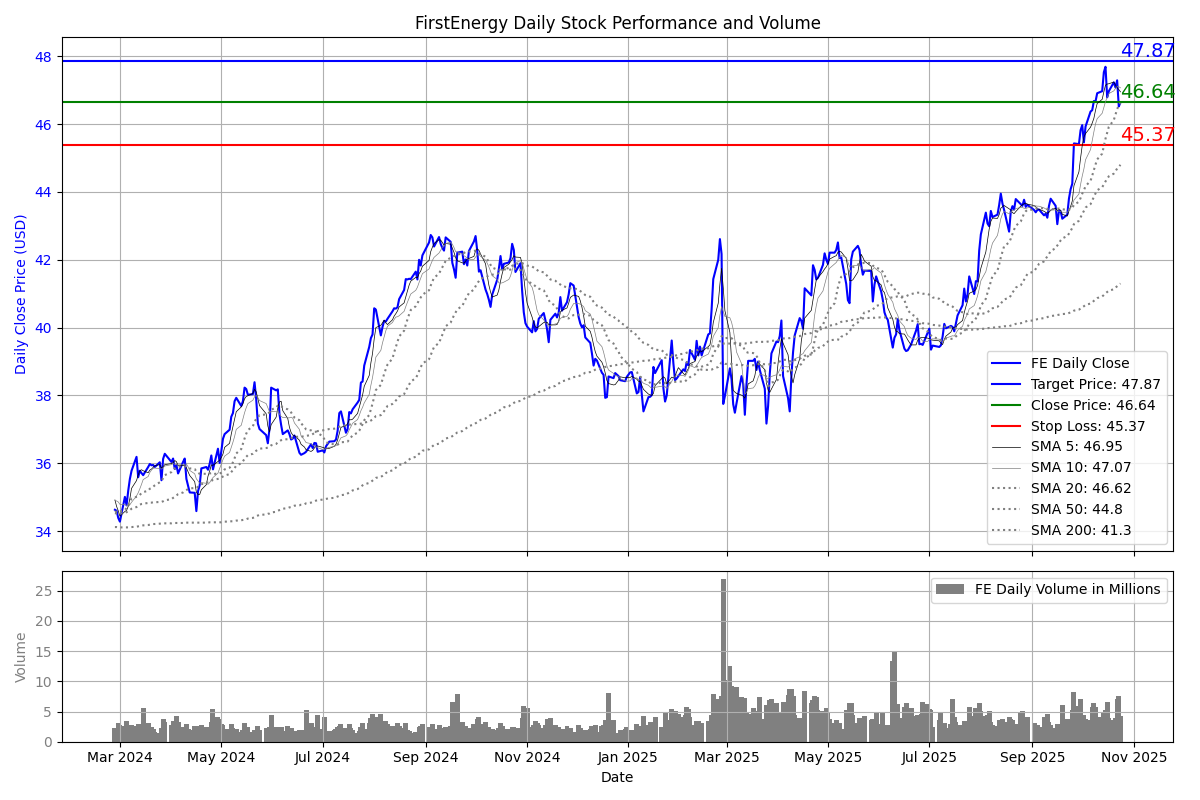 FirstEnergy Daily Stock Performance and Volume
48
46
44
42
40
38
36
34
Daily Close Price (USD)
47.87
46.64
45.37
FE Daily Close
Target Price: 47.87
Close Price: 46.64
Stop Loss: 45.37
SMA 5: 46.95
SMA 10: 47.07
SMA 20: 46.62
SMA 50: 44.8
SMA 200: 41.3
25
20
15
10
5
0
Volume
FE Daily Volume in Millions
Mar 2024 May 2024 Jul 2024 Sep 2024 Nov 2024 Jan 2025 Mar 2025 May 2025 Jul 2025 Sep 2025 Nov 2025
Date